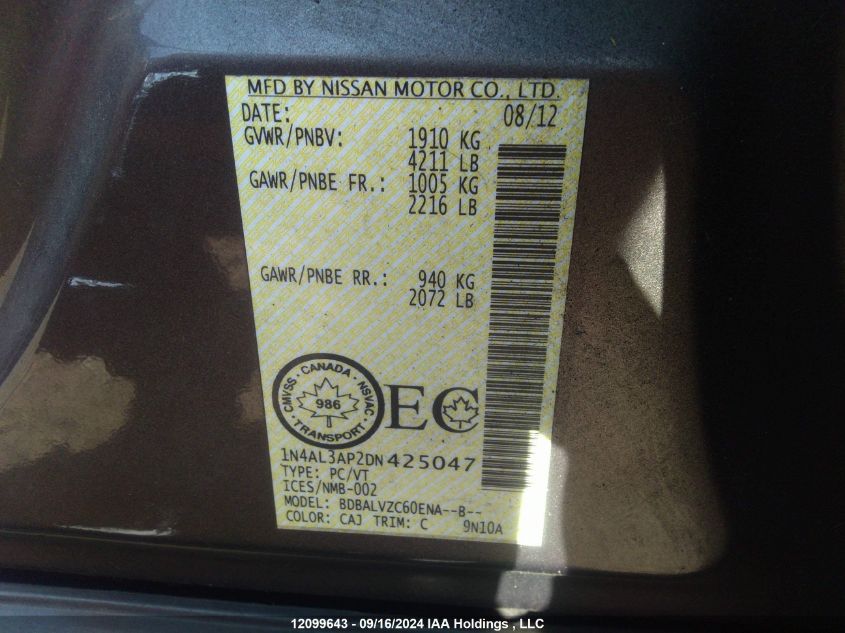 MFD BY NISSAN MOTOR CO., LTD.
DATE: 08/12
GVWR/PNBV: 1910 KG
4211 LB
GAWR/PNBE FR.: 1005 KG
2216 LB
GAWR/PNBE RR.: 940 KG
2072 LB
CMVSS · CANADA · NSVAC · TRANSPORT ·
986
EC
1N4AL3AP2DN425047
TYPE: PC/VT
ICES/NMB-002
MODEL: BDBALVZC60ENA--B--
COLOR: CAJ TRIM: C 9N10A
12099643 - 09/16/2024 IAA Holdings , LLC